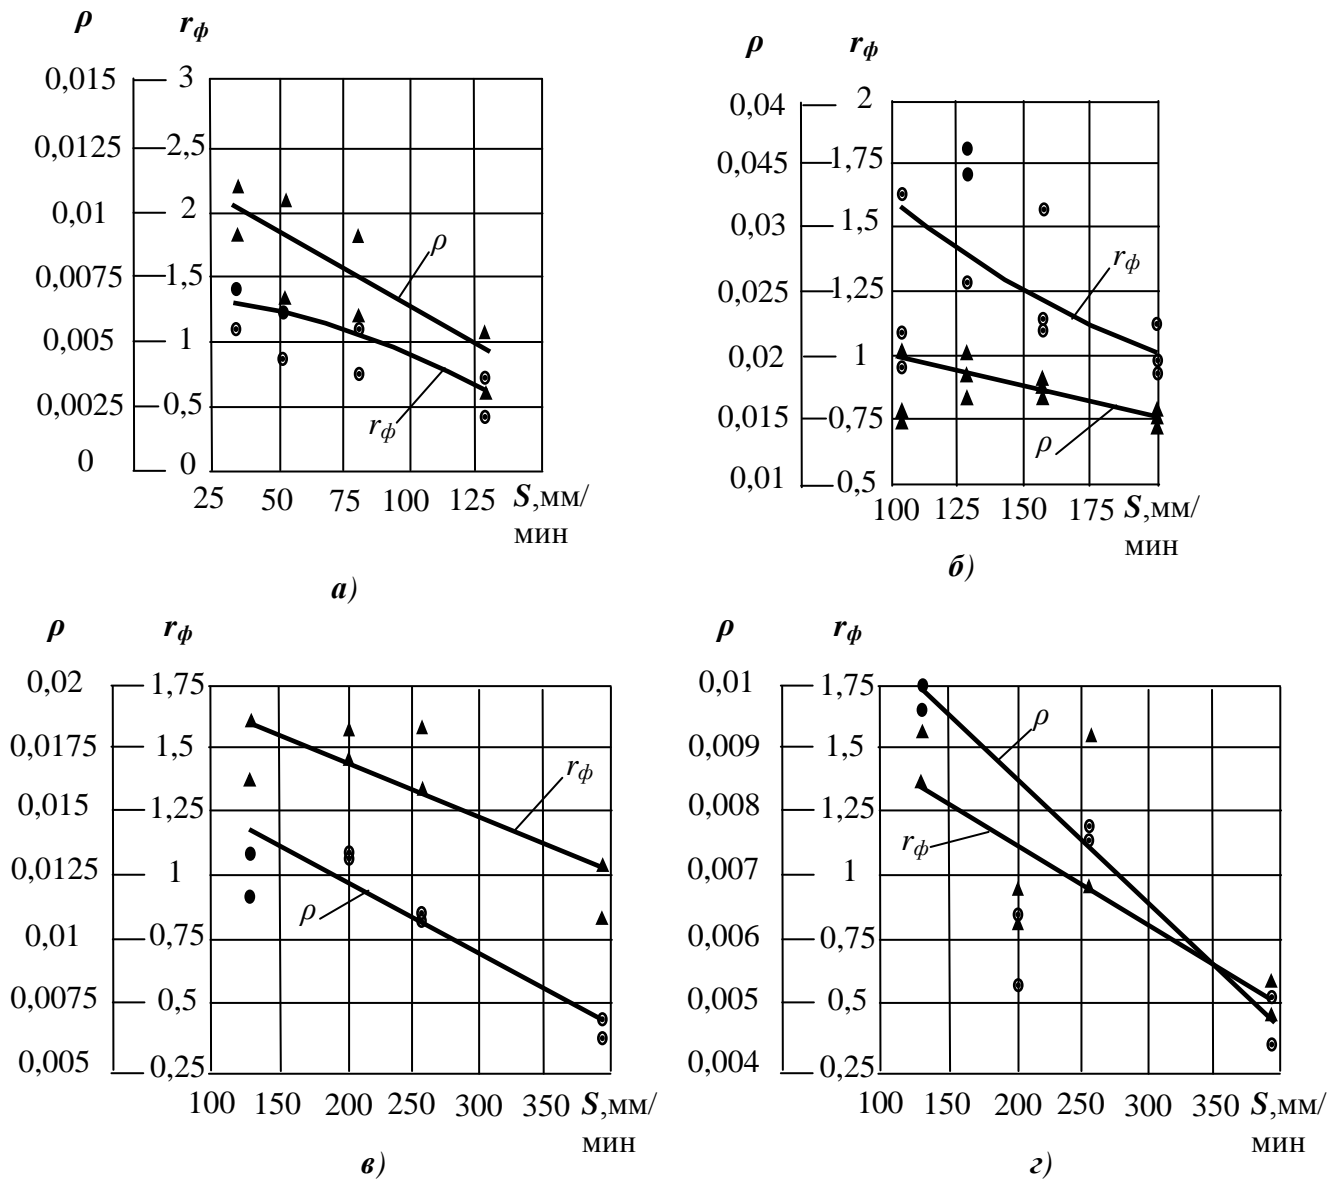 ρ r_ф
0,015 3
0,0125 2,5
0,01 2
0,0075 1,5
0,005 1
0,0025 0,5
0 0
ρ
r_ф
25 50 75 100 125 S,мм/
мин
а)
ρ r_ф
0,04 2
0,045 1,75
0,03 1,5
0,025 1,25
0,02 1
0,015 0,75
0,01 0,5
r_ф
ρ
100 125 150 175 S,мм/
мин
б)
ρ r_ф
0,02 1,75
0,0175 1,5
0,015 1,25
0,0125 1
0,01 0,75
0,0075 0,5
0,005 0,25
r_ф
ρ
100 150 200 250 300 350 S,мм/
мин
в)
ρ r_ф
0,01 1,75
0,009 1,5
0,008 1,25
0,007 1
0,006 0,75
0,005 0,5
0,004 0,25
ρ
r_ф
100 150 200 250 300 350 S,мм/
мин
г)